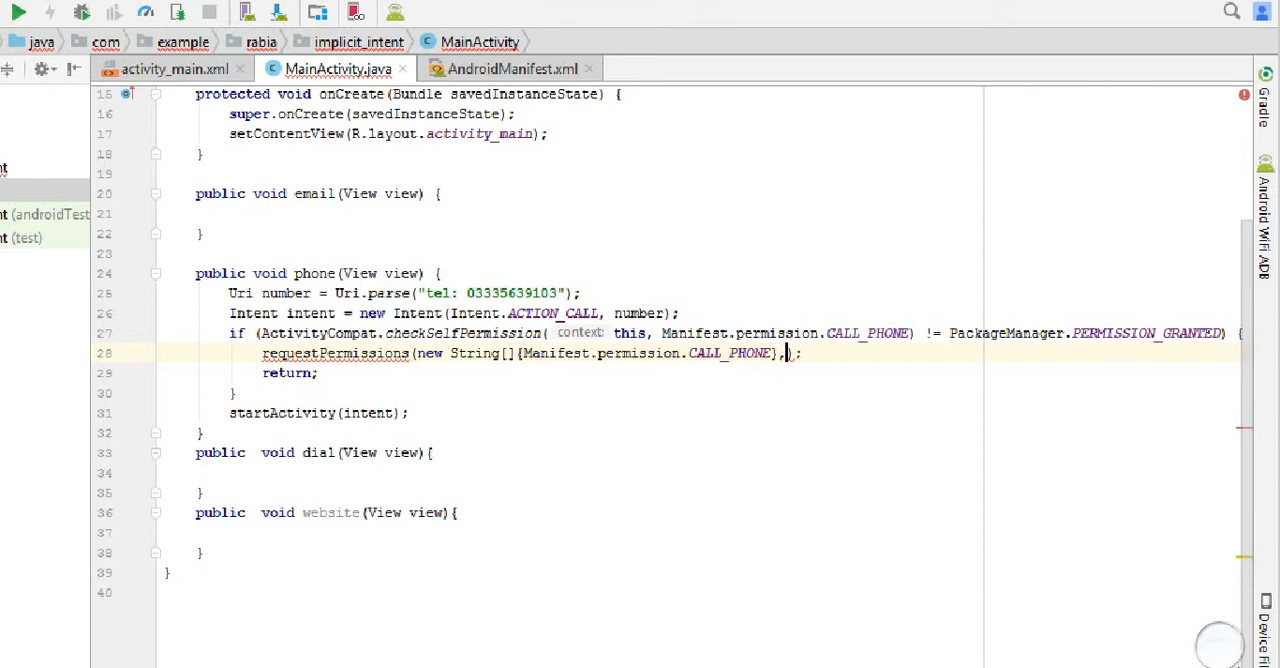 java com example rabia implicit_intent MainActivity
activity_main.xml MainActivity.java AndroidManifest.xml
15 protected void onCreate(Bundle savedInstanceState) {
16 super.onCreate(savedInstanceState);
17 setContentView(R.layout.activity_main);
18 }
19
20 public void email(View view) {
21
22 }
23
24 public void phone(View view) {
25 Uri number = Uri.parse("tel: 03335639103");
26 Intent intent = new Intent(Intent.ACTION_CALL, number);
27 if (ActivityCompat.checkSelfPermission( context: this, Manifest.permission.CALL_PHONE) != PackageManager.PERMISSION_GRANTED) {
28 requestPermissions(new String[]{Manifest.permission.CALL_PHONE},);
29 return;
30 }
31 startActivity(intent);
32 }
33 public void dial(View view){
34
35 }
36 public void website(View view){
37
38 }
39 }
40
nt
nt (androidTest
nt (test)
Gradle
Android WiFi ADB
Device Fi